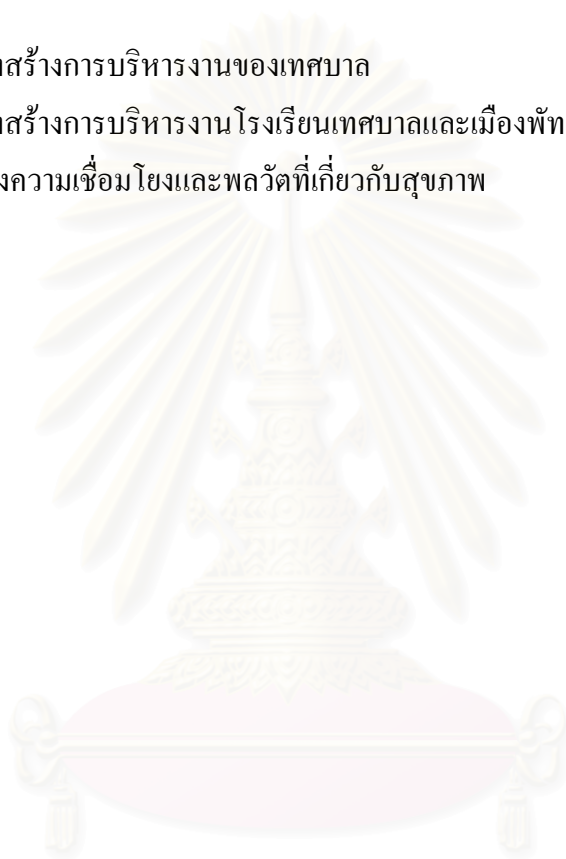 สร้างการบริหารงานของเทศบาล
สร้างการบริหารงานโรงเรียนเทศบาลและเมืองพัท
งความเชื่อมโยงและพลวัตที่เกี่ยวกับสุขภาพ